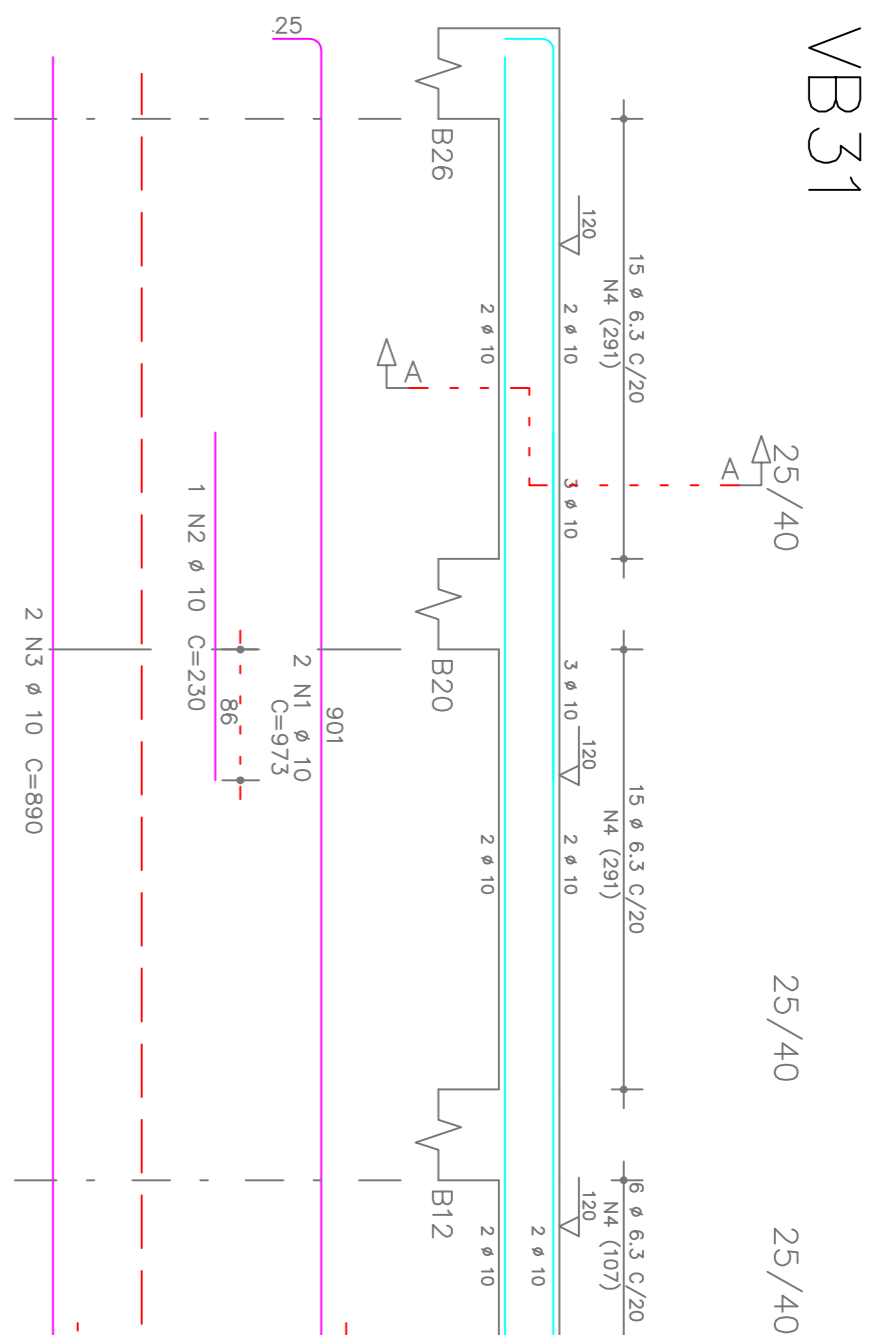 VB31
25/40
25/40
25/40
15 ø 6.3 C/20
N4 (291)
15 ø 6.3 C/20
N4 (291)
6 ø 6.3 C/20
N4 (107)
A
120
2 ø 10
3 ø 10
3 ø 10
120
2 ø 10
120
2 ø 10
2 ø 10
2 ø 10
2 ø 10
A
B26
B20
B12
25
901
2 N1 ø 10
C=973
86
1 N2 ø 10 C=230
2 N3 ø 10 C=890